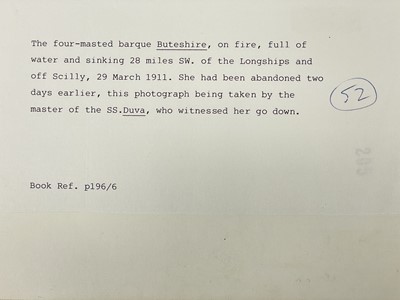 The four-masted barque Buteshire, on fire, full of
water and sinking 28 miles SW. of the Longships and
off Scilly, 29 March 1911. She had been abandoned two
days earlier, this photograph being taken by the
master of the SS.Duva, who witnessed her go down.
52
Book Ref. p196/6